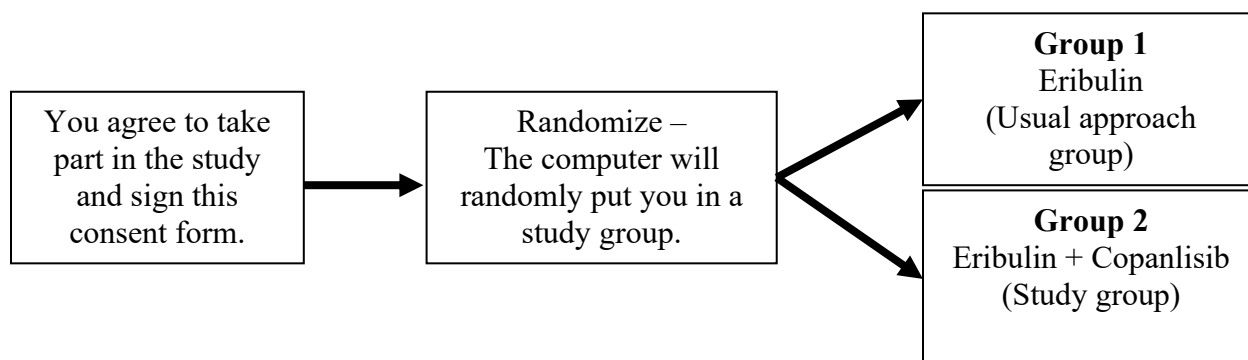 You agree to take
part in the study
and sign this
consent form.
Randomize –
The computer will
randomly put you in a
study group.
Group 1
Eribulin
(Usual approach
group)
Group 2
Eribulin + Copanlisib
(Study group)